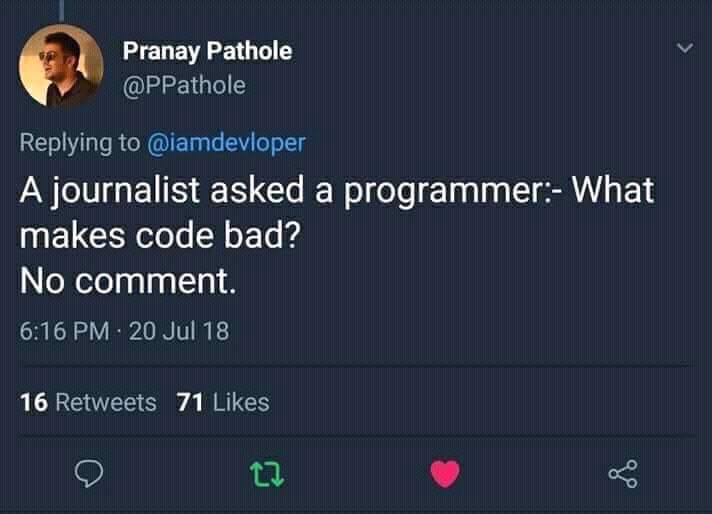 Pranay Pathole
@PPathole
Replying to @iamdevloper
A journalist asked a programmer:- What
makes code bad?
No comment.
6:16 PM · 20 Jul 18
16 Retweets 71 Likes